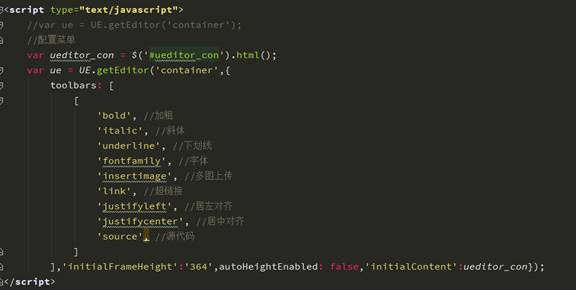 <script type="text/javascript">
//var ue = UE.getEditor('container');
//配置菜单
var ueditor_con = $('#ueditor_con').html();
var ue = UE.getEditor('container',{
toolbars: [
[
'bold', //加粗
'italic', //斜体
'underline', //下划线
'fontfamily', //字体
'insertimage', //多图上传
'link', //超链接
'justifyleft', //居左对齐
'justifycenter', //居中对齐
'source', //源代码
]
],'initialFrameHeight':'364',autoHeightEnabled: false,'initialContent':ueditor_con});
</script>